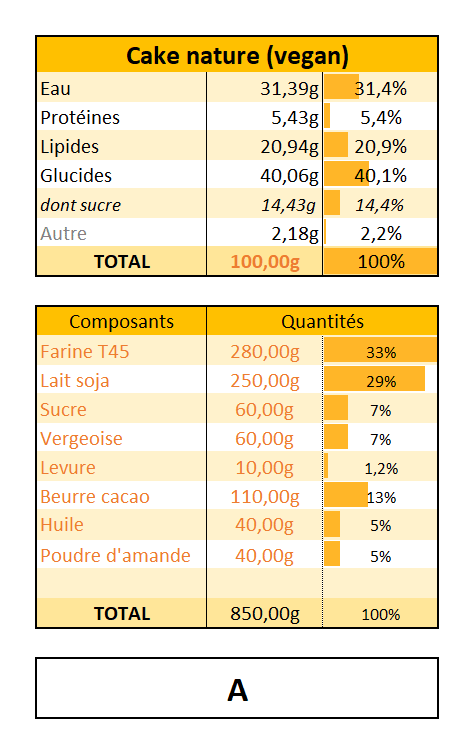 Cake nature (vegan)
Eau 31,39g 31,4%
Protéines 5,43g 5,4%
Lipides 20,94g 20,9%
Glucides 40,06g 40,1%
dont sucre 14,43g 14,4%
Autre 2,18g 2,2%
TOTAL 100,00g 100%
Composants Quantités
Farine T45 280,00g 33%
Lait soja 250,00g 29%
Sucre 60,00g 7%
Vergeoise 60,00g 7%
Levure 10,00g 1,2%
Beurre cacao 110,00g 13%
Huile 40,00g 5%
Poudre d'amande 40,00g 5%
TOTAL 850,00g 100%
A